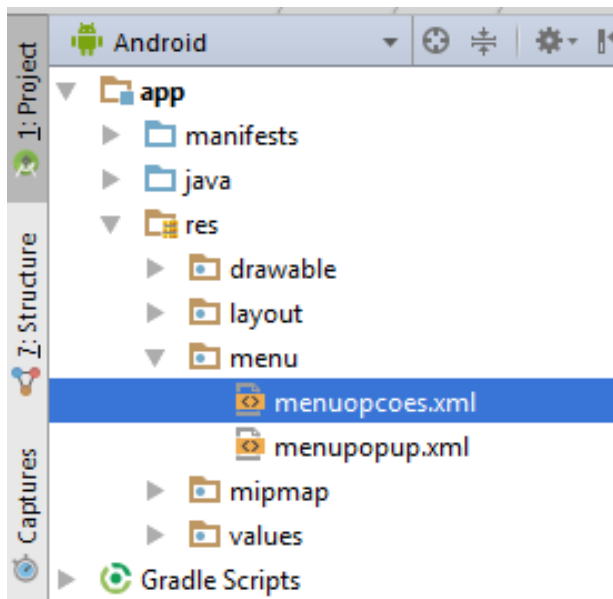 Android
app
manifests
java
res
drawable
layout
menu
menuopcoes.xml
menupopup.xml
mipmap
values
Gradle Scripts
1: Project
7: Structure
Captures